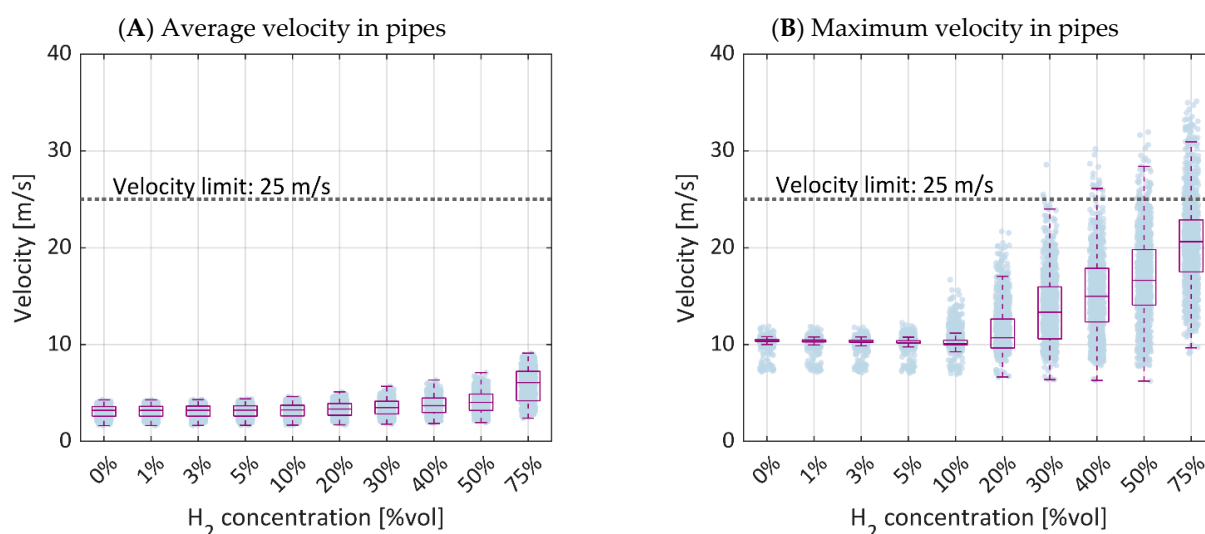 (A) Average velocity in pipes
40
30
20
10
0
Velocity [m/s]
Velocity limit: 25 m/s
0% 1% 3% 5% 10% 20% 30% 40% 50% 75%
H₂ concentration [%vol]
(B) Maximum velocity in pipes
40
30
20
10
0
Velocity [m/s]
Velocity limit: 25 m/s
0% 1% 3% 5% 10% 20% 30% 40% 50% 75%
H₂ concentration [%vol]